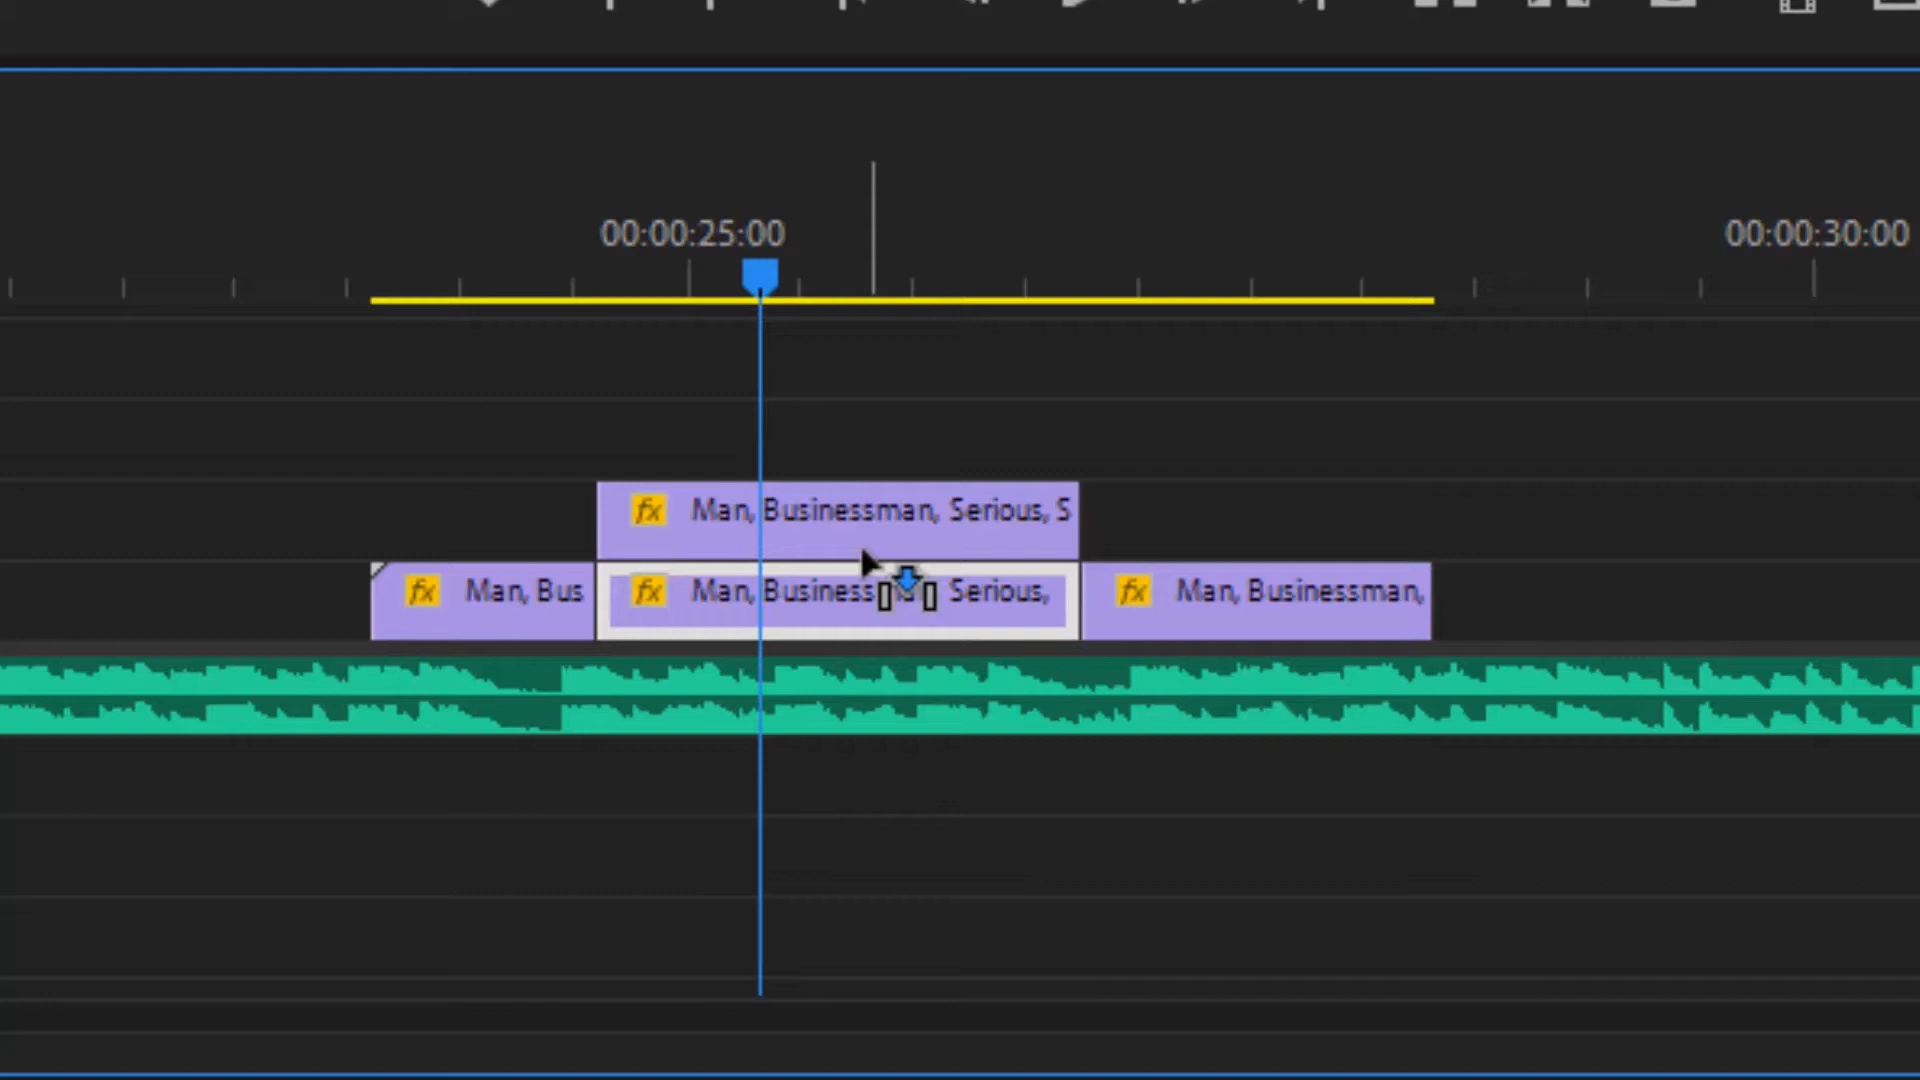 00:00:25:00
00:00:30:00
fx Man, Businessman, Serious, S
fx Man, Bus
fx Man, Business Serious,
fx Man, Businessman,